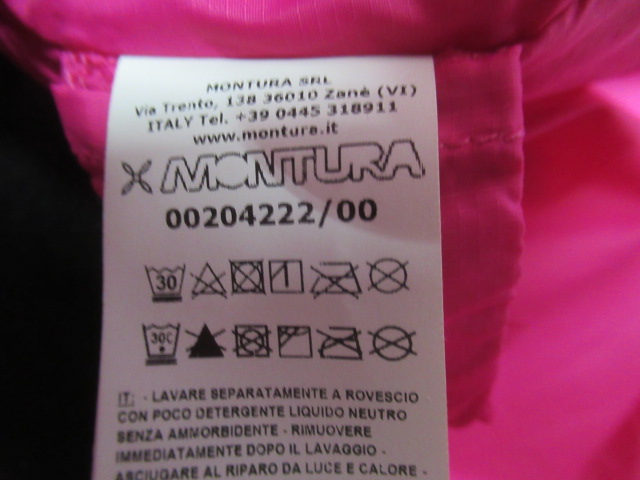 MONTURA SRL
Via Trento, 138 36010 Zanè (VI)
ITALY Tel. +39 0445 318911
www.montura.it
MONTURA
00204222/00
30
30C
IT: - LAVARE SEPARATAMENTE A ROVESCIO
CON POCO DETERGENTE LIQUIDO NEUTRO
SENZA AMMORBIDENTE - RIMUOVERE
IMMEDIATAMENTE DOPO IL LAVAGGIO -
ASCIUGARE AL RIPARO DA LUCE E CALORE -